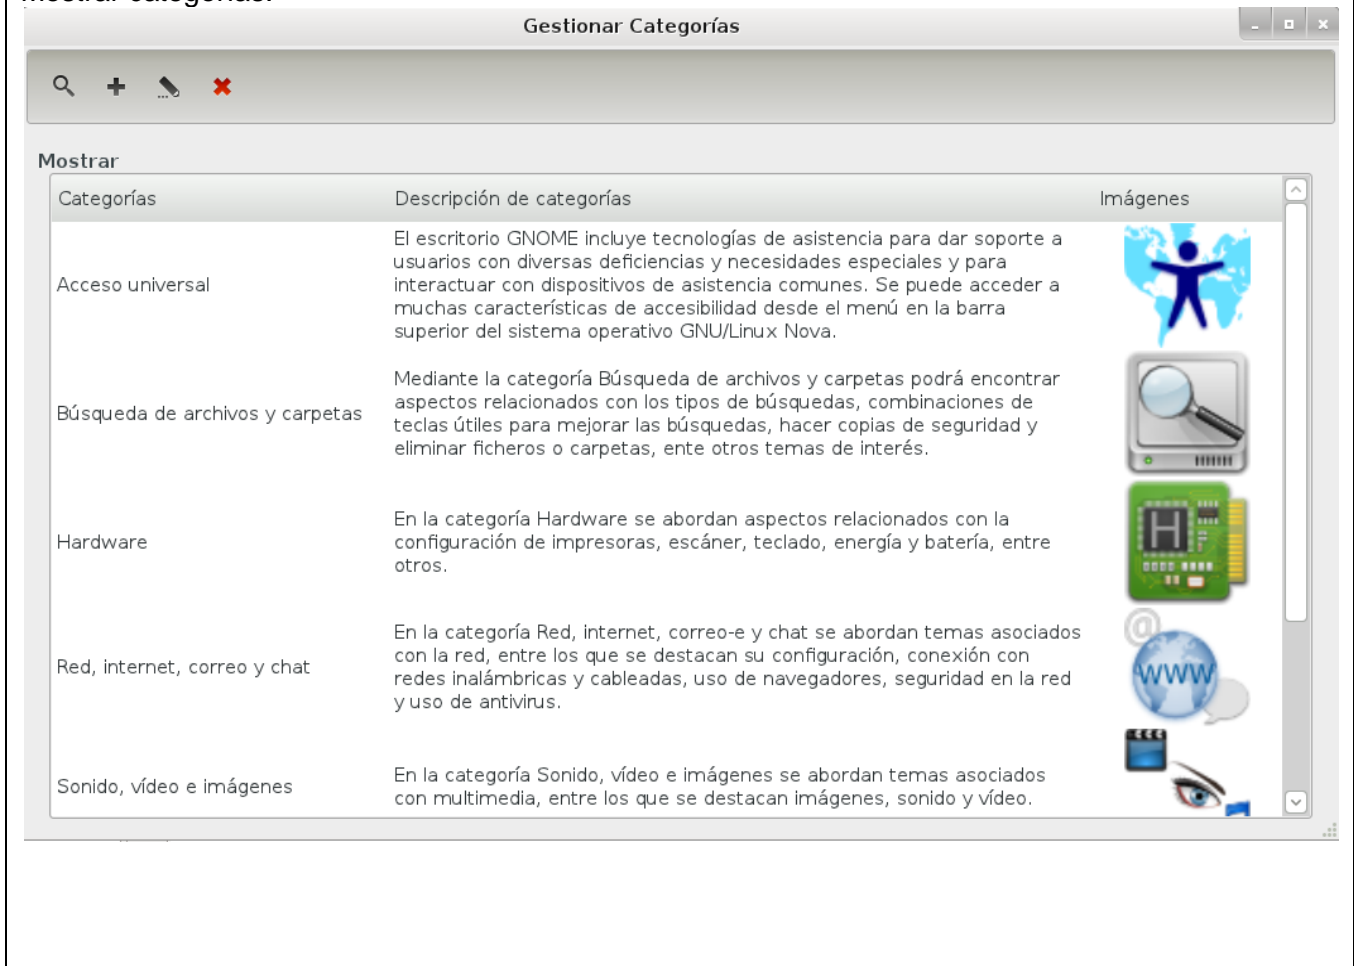 Mostrar categorías.
Gestionar Categorías
Mostrar
Categorías
Descripción de categorías
Imágenes
Acceso universal
El escritorio GNOME incluye tecnologías de asistencia para dar soporte a
usuarios con diversas deficiencias y necesidades especiales y para
interactuar con dispositivos de asistencia comunes. Se puede acceder a
muchas características de accesibilidad desde el menú en la barra
superior del sistema operativo GNU/Linux Nova.
Búsqueda de archivos y carpetas
Mediante la categoría Búsqueda de archivos y carpetas podrá encontrar
aspectos relacionados con los tipos de búsquedas, combinaciones de
teclas útiles para mejorar las búsquedas, hacer copias de seguridad y
eliminar ficheros o carpetas, ente otros temas de interés.
Hardware
En la categoría Hardware se abordan aspectos relacionados con la
configuración de impresoras, escáner, teclado, energía y batería, entre
otros.
H
Red, internet, correo y chat
En la categoría Red, internet, correo-e y chat se abordan temas asociados
con la red, entre los que se destacan su configuración, conexión con
redes inalámbricas y cableadas, uso de navegadores, seguridad en la red
y uso de antivirus.
@
www
Sonido, vídeo e imágenes
En la categoría Sonido, vídeo e imágenes se abordan temas asociados
con multimedia, entre los que se destacan imágenes, sonido y vídeo.